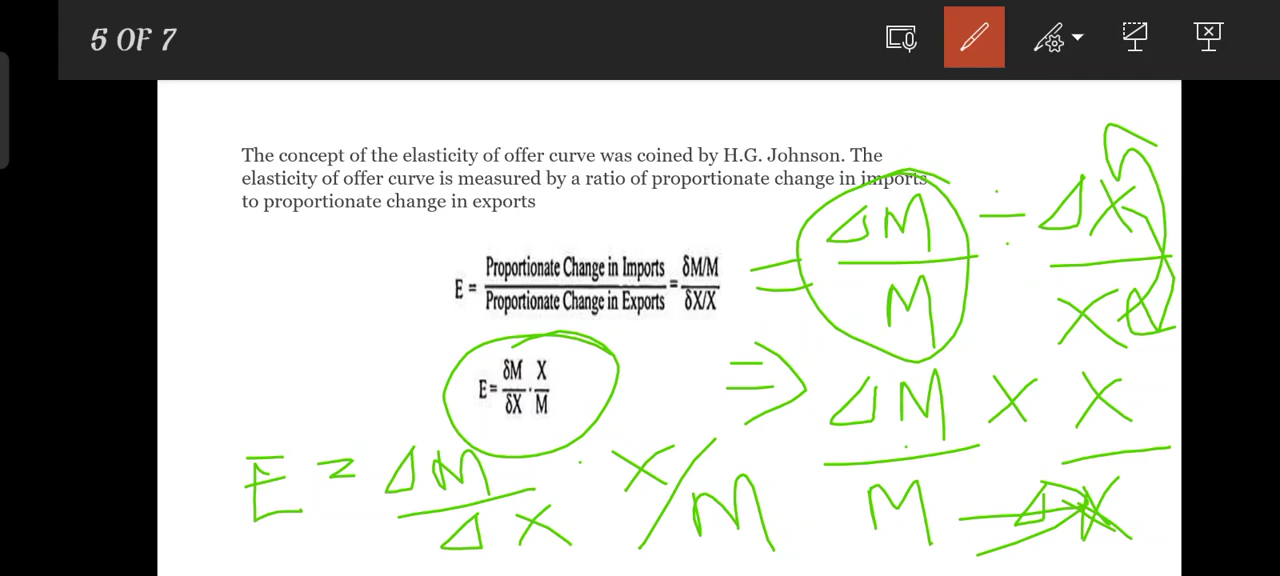 5 OF 7
The concept of the elasticity of offer curve was coined by H.G. Johnson. The
elasticity of offer curve is measured by a ratio of proportionate change in imports
to proportionate change in exports
E = Proportionate Change in Imports / Proportionate Change in Exports = δM/M / δX/X
= ΔM/M ÷ ΔX/X
E = δM/δX · X/M
⇒ ΔM/M × X/ΔX
E = ΔM/ΔX · X/M